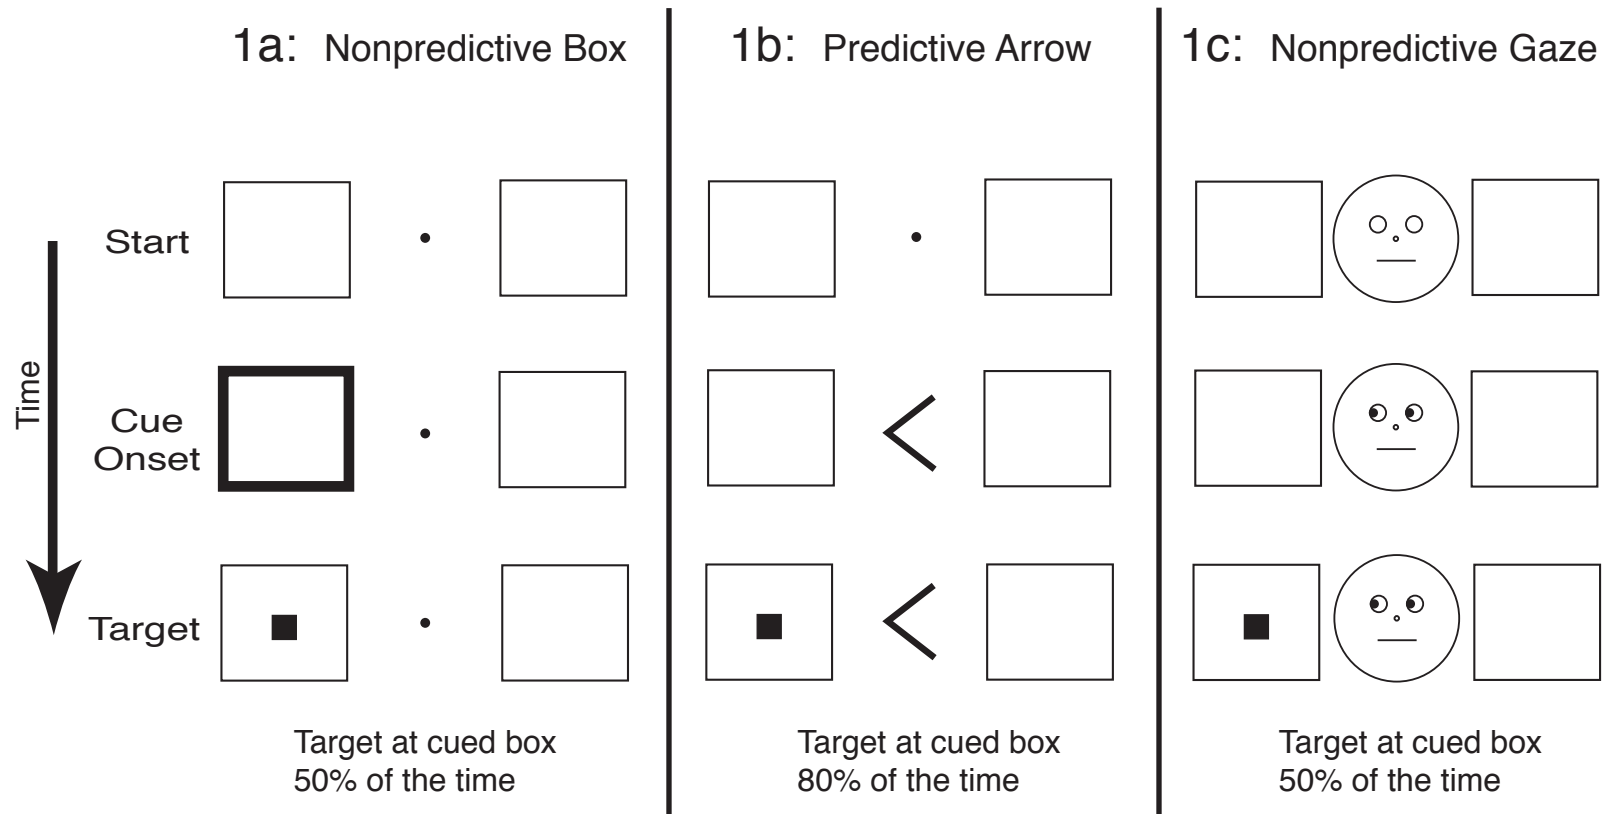 1a: Nonpredictive Box
1b: Predictive Arrow
1c: Nonpredictive Gaze
Time
Start
Cue
Onset
Target
Target at cued box
50% of the time
Target at cued box
80% of the time
Target at cued box
50% of the time